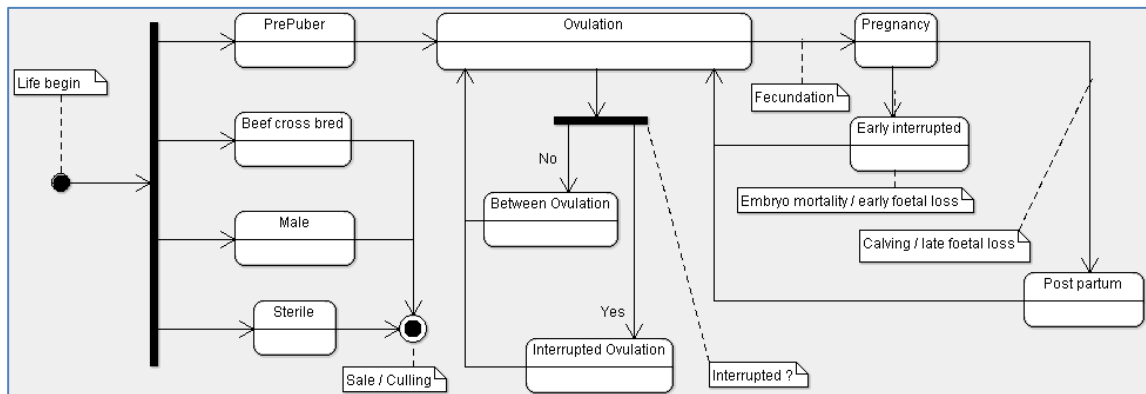 PrePuber
Ovulation
Pregnancy
Life begin
Fecundation
Beef cross bred
Early interrupted
No
Between Ovulation
Embryo mortality / early foetal loss
Male
Calving / late foetal loss
Post partum
Sterile
Yes
Interrupted Ovulation
Sale / Culling
Interrupted ?